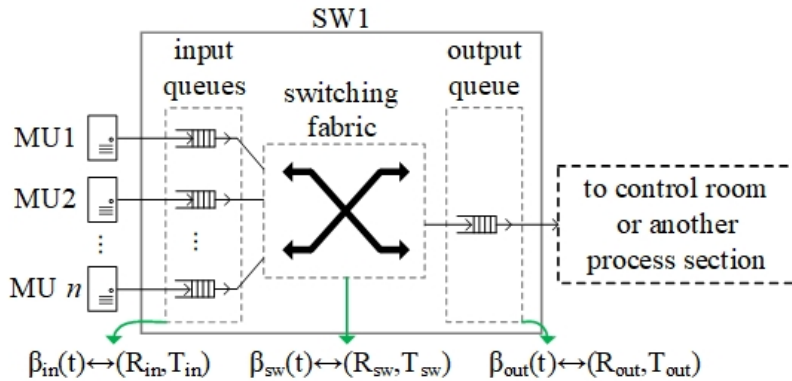 SW1
input
queues
output
queue
switching
fabric
MU1
MU2
⋮
⋮
MU n
to control room
or another
process section
βin(t)↔(Rin,Tin)
βsw(t)↔(Rsw,Tsw)
βout(t)↔(Rout,Tout)